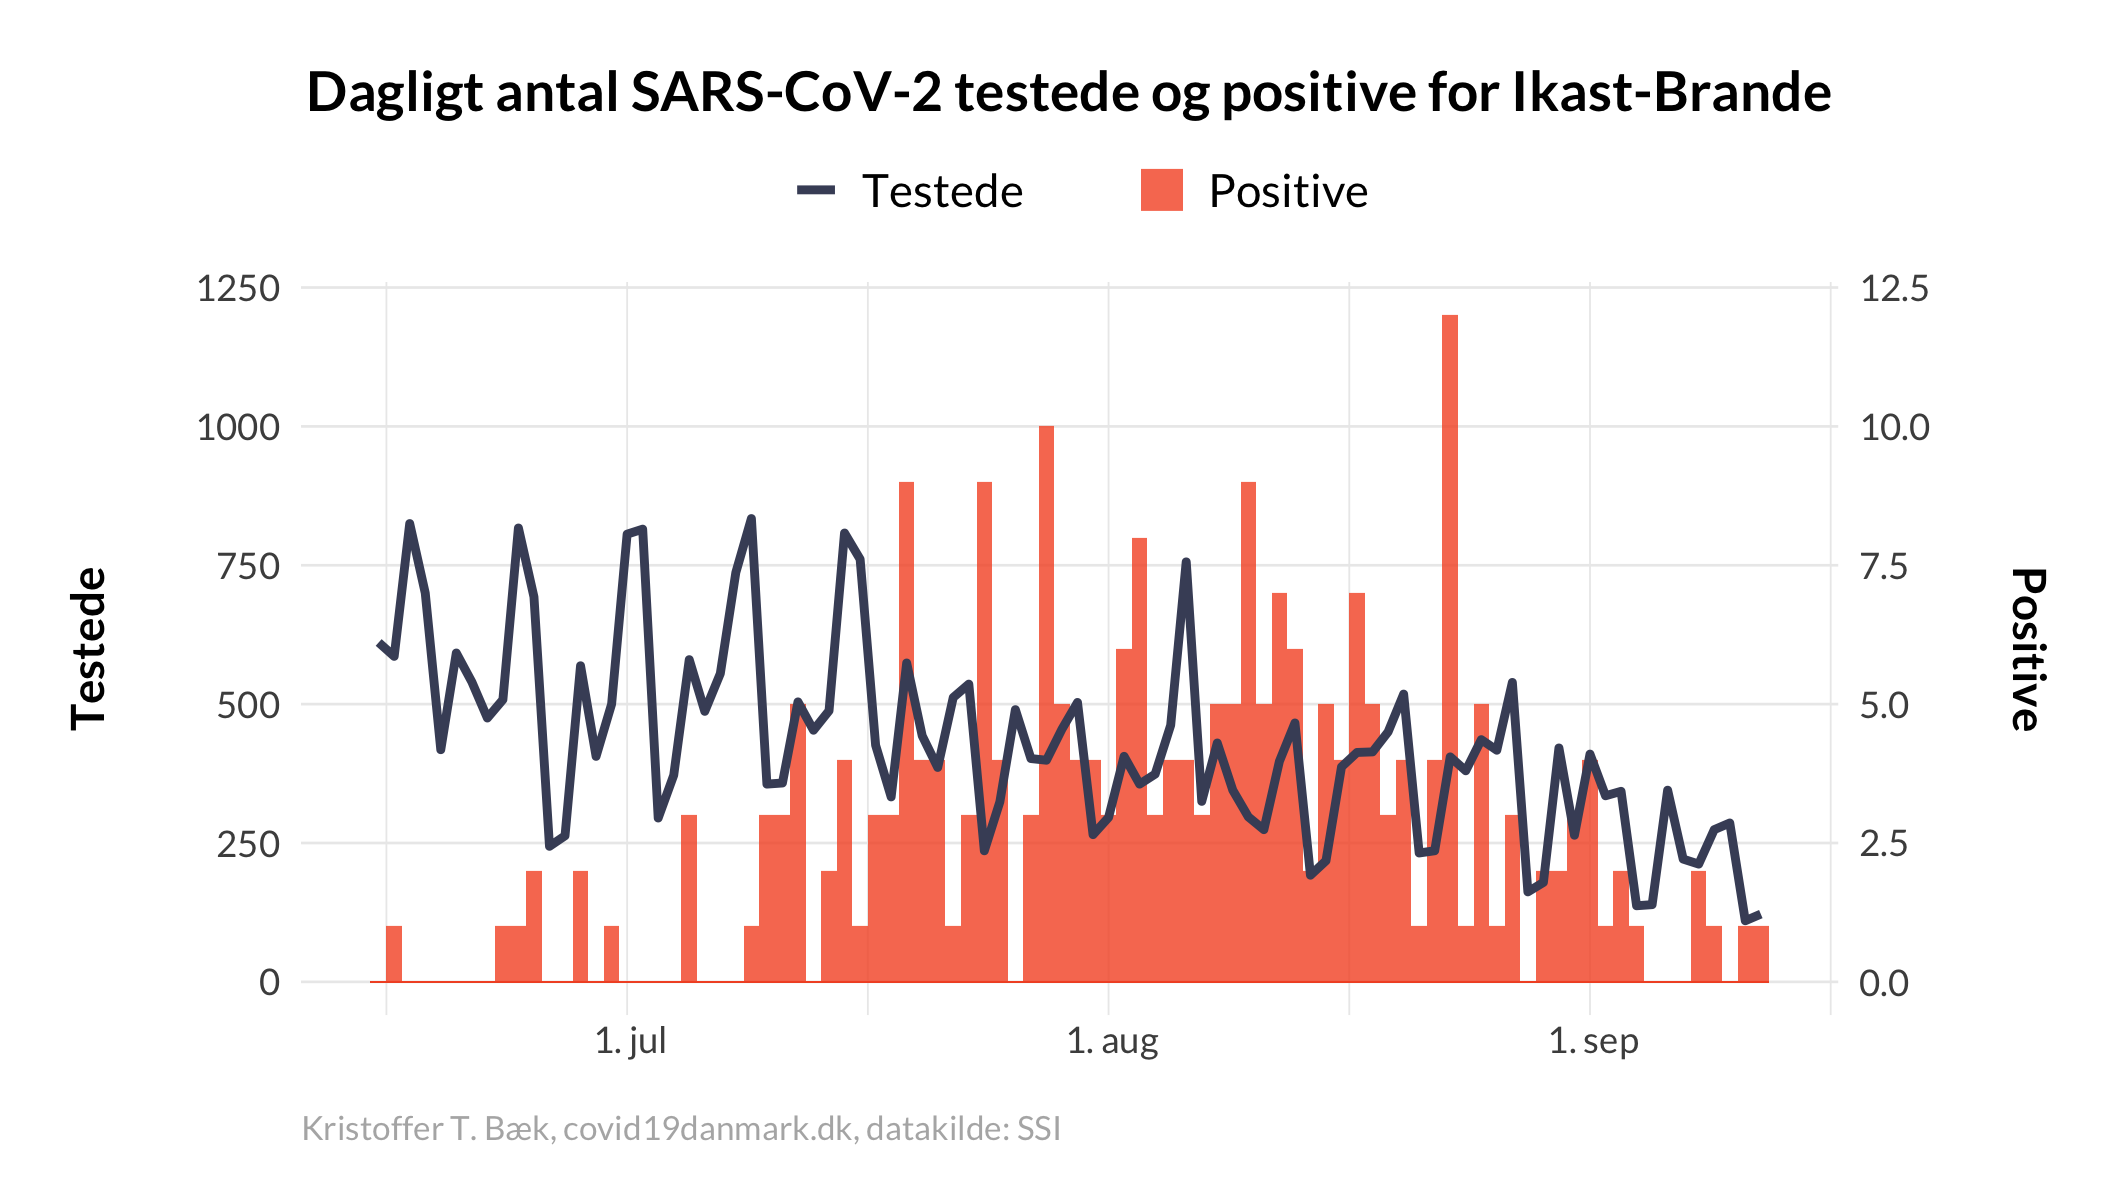 Dagligt antal SARS-CoV-2 testede og positive for Ikast-Brande
Testede Positive
1250 12.5
1000 10.0
750 7.5
500 5.0
250 2.5
0 0.0
Testede
Positive
1. jul 1. aug 1. sep
Kristoffer T. Bæk, covid19danmark.dk, datakilde: SSI